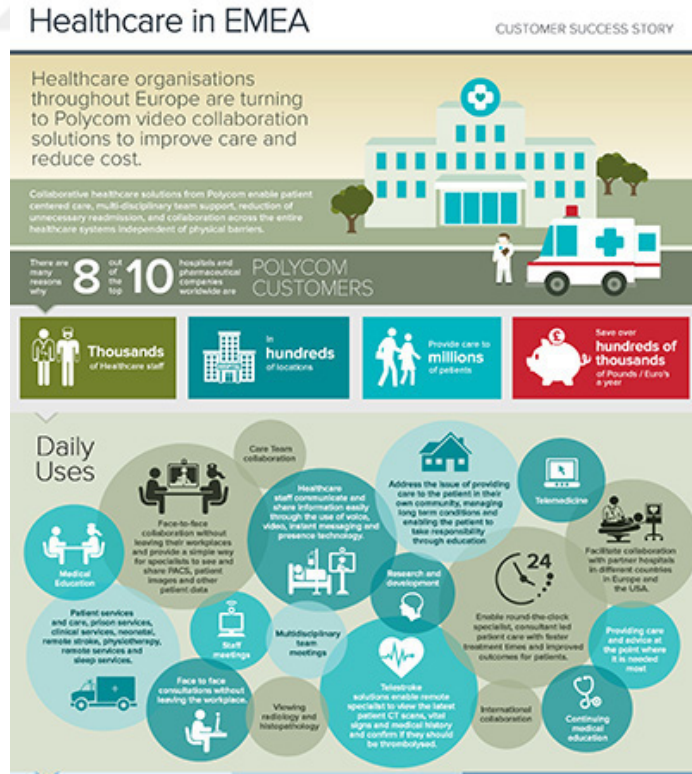 Healthcare in EMEA
CUSTOMER SUCCESS STORY
Healthcare organisations
throughout Europe are turning
to Polycom video collaboration
solutions to improve care and
reduce cost.
Collaborative healthcare solutions from Polycom enable patient
centered care, multi-disciplinary team support, reduction of
unnecessary readmission, and collaboration across the entire
healthcare systems independent of physical barriers.
There are
many
reasons
why
8
out
of
the
top
10
hospitals and
pharmaceutical
companies
worldwide are
POLYCOM
CUSTOMERS
Thousands
of Healthcare staff
In
hundreds
of locations
Provide care to
millions
of patients
£
Save over
hundreds of
thousands
of Pounds / Euro's
a year
Daily
Uses
Care Team
collaboration
Face-to-face
collaboration without
leaving their workplaces
and provide a simple way
for specialists to see and
share PACS, patient
images and other
patient data
Healthcare
staff communicate and
share information easily
through the use of voice,
video, instant messaging and
presence technology.
Address the issue of providing
care to the patient in their
own community, managing
long term conditions and
enabling the patient to
take responsibility
through education
Telemedicine
Facilitate collaboration
with partner hospitals
in different countries
in Europe and
the USA.
Medical
Education
Research and
development
24
Enable round-the-clock
specialist, consultant led
patient care with faster
treatment times and improved
outcomes for patients.
Patient services
and care, prison services,
clinical services, neonatal,
remote stroke, physiotherapy,
remote services and
sleep services.
Staff
meetings
Multidisciplinary
team
meetings
Providing care
and advice at
the point where
it is needed
most
Face to face
consultations without
leaving the workplace.
Viewing
radiology and
histopathology
Telestroke
solutions enable remote
specialist to view the latest
patient CT scans, vital
signs and medical history
and confirm if they should
be thrombolysed.
International
collaboration
Continuing
medical
education